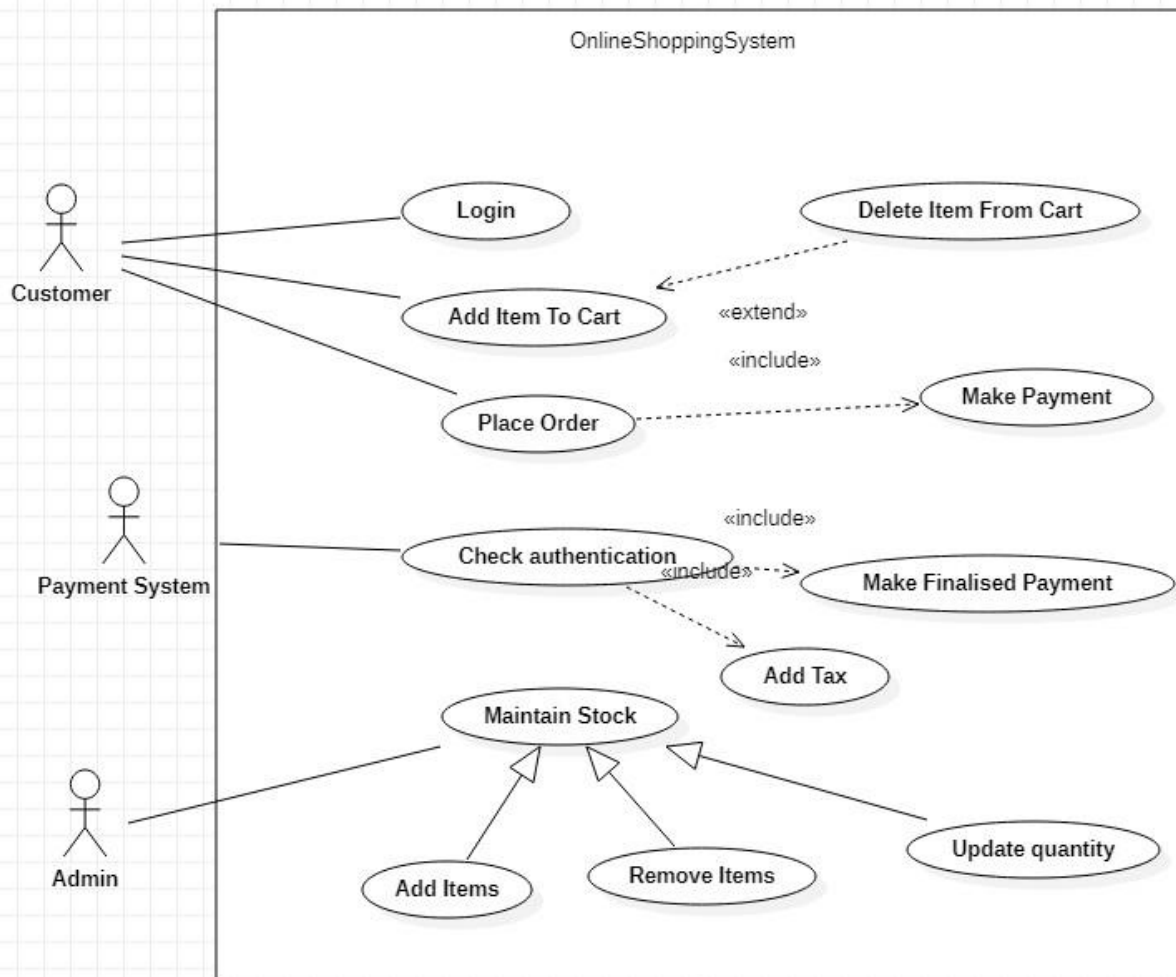 OnlineShoppingSystem
Login
Delete Item From Cart
Customer
Add Item To Cart
«extend»
«include»
Make Payment
Place Order
«include»
Check authentication
«include»
Make Finalised Payment
Payment System
Add Tax
Maintain Stock
Update quantity
Admin
Add Items
Remove Items